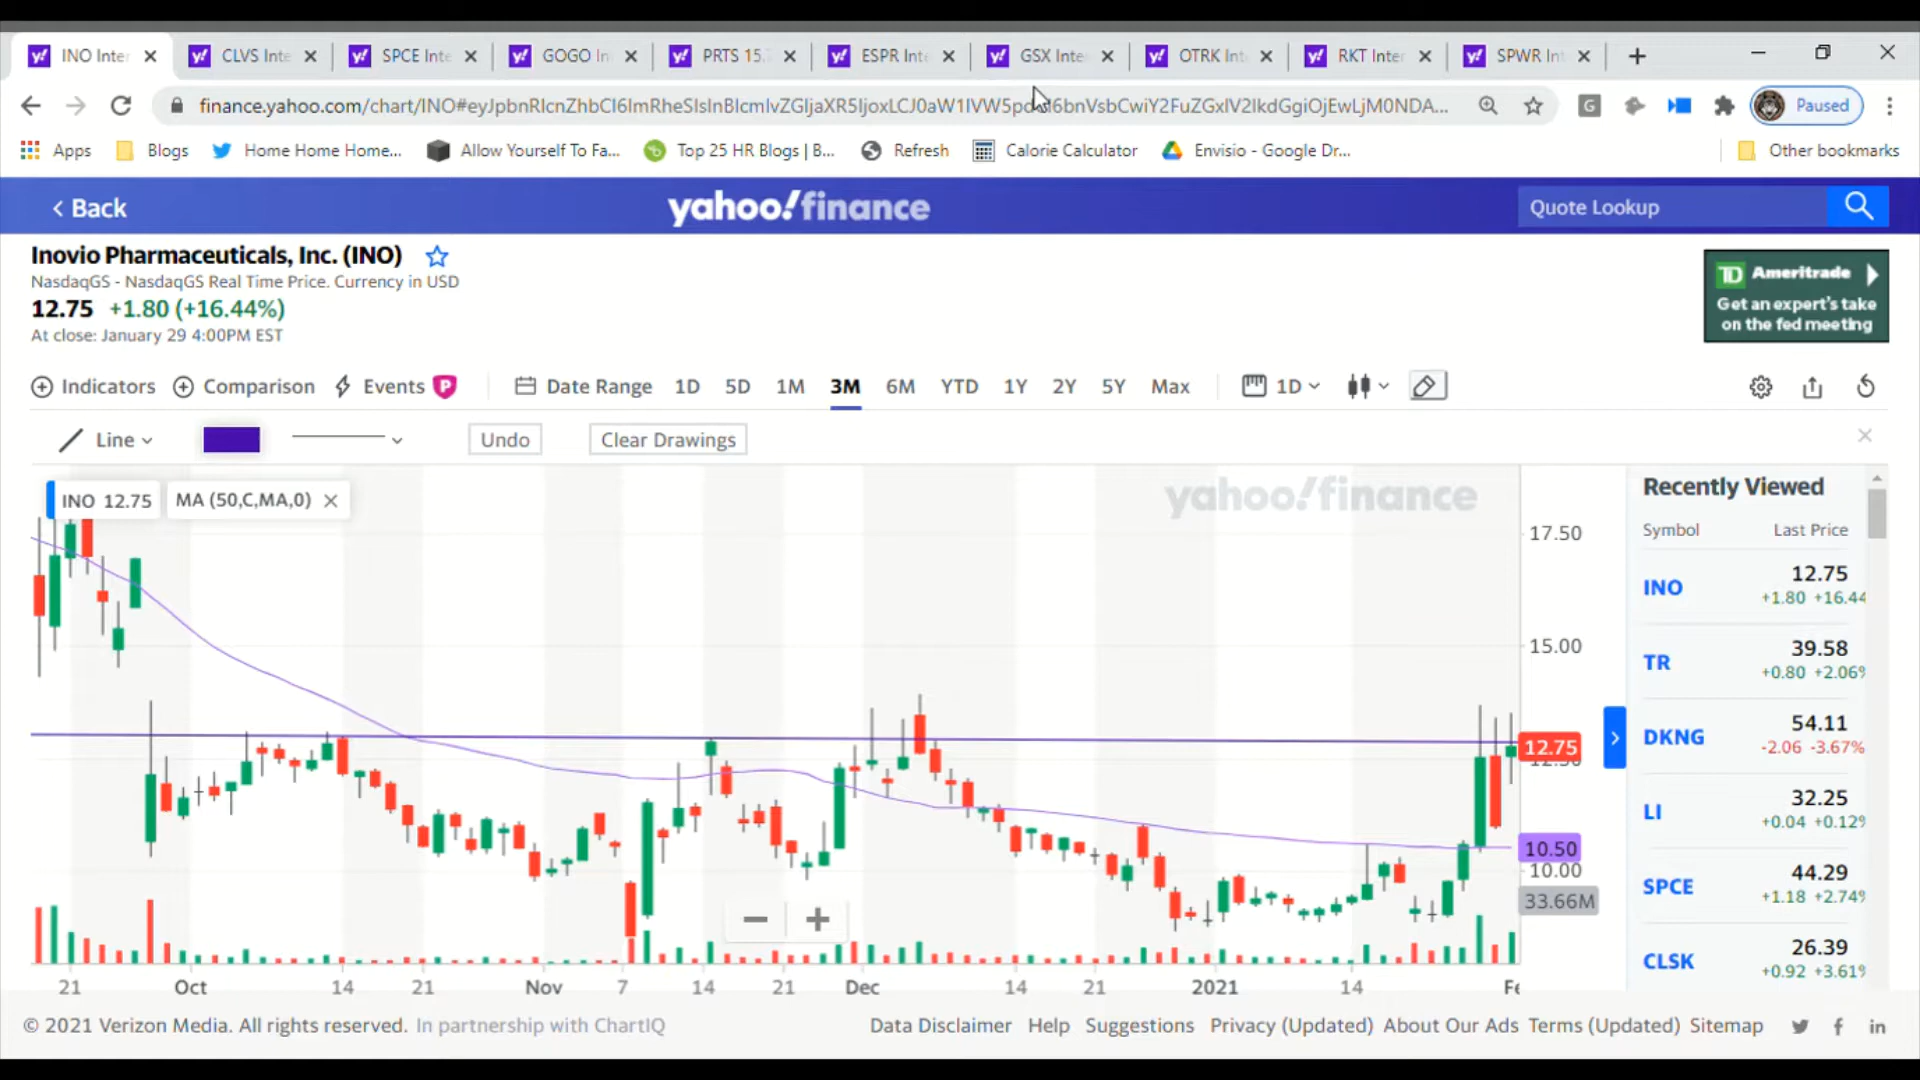 INO Inter
CLVS Inte
SPCE Inte
GOGO In
PRTS 15.
ESPR Inte
GSX Inte
OTRK Int
RKT Inter
SPWR Int
Paused
Apps
Blogs
Home Home Home...
Allow Yourself To Fa...
Top 25 HR Blogs | B...
Refresh
Calorie Calculator
Envisio - Google Dr...
Other bookmarks
Back
yahoo!finance
Quote Lookup
Inovio Pharmaceuticals, Inc. (INO)
NasdaqGS - NasdaqGS Real Time Price. Currency in USD
12.75 +1.80 (+16.44%)
At close: January 29 4:00PM EST
TD Ameritrade
Get an expert's take
on the fed meeting
Indicators
Comparison
Events
P
Date Range
1D
5D
1M
3M
6M
YTD
1Y
2Y
5Y
Max
1D
Line
Undo
Clear Drawings
INO 12.75
MA (50,C,MA,0)
yahoo!finance
17.50
15.00
12.75
12.50
10.50
10.00
33.66M
21
Oct
14
21
Nov
7
14
21
Dec
14
21
2021
14
Fe
Recently Viewed
Symbol Last Price
INO 12.75
+1.80 +16.44
TR 39.58
+0.80 +2.06%
DKNG 54.11
-2.06 -3.67%
LI 32.25
+0.04 +0.12%
SPCE 44.29
+1.18 +2.74%
CLSK 26.39
+0.92 +3.61%
© 2021 Verizon Media. All rights reserved. In partnership with ChartIQ
Data Disclaimer Help Suggestions Privacy (Updated) About Our Ads Terms (Updated) Sitemap